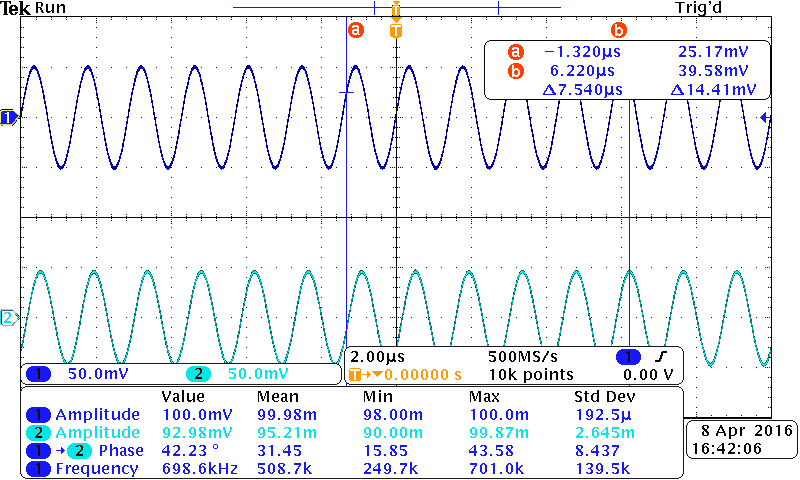 Tek Run Trig'd
a b
T
a −1.320µs 25.17mV
b 6.220µs 39.58mV
Δ7.540µs Δ14.41mV
1
2
1 50.0mV 2 50.0mV
2.00µs 500MS/s 1
T→▼0.00000 s 10k points 0.00 V
Value Mean Min Max Std Dev
1 Amplitude 100.0mV 99.98m 98.00m 100.0m 192.5µ
2 Amplitude 92.98mV 95.21m 90.00m 99.87m 2.645m
1 → 2 Phase 42.23 ° 31.45 15.85 43.58 8.437
1 Frequency 698.6kHz 508.7k 249.7k 701.0k 139.5k
8 Apr 2016
16:42:06